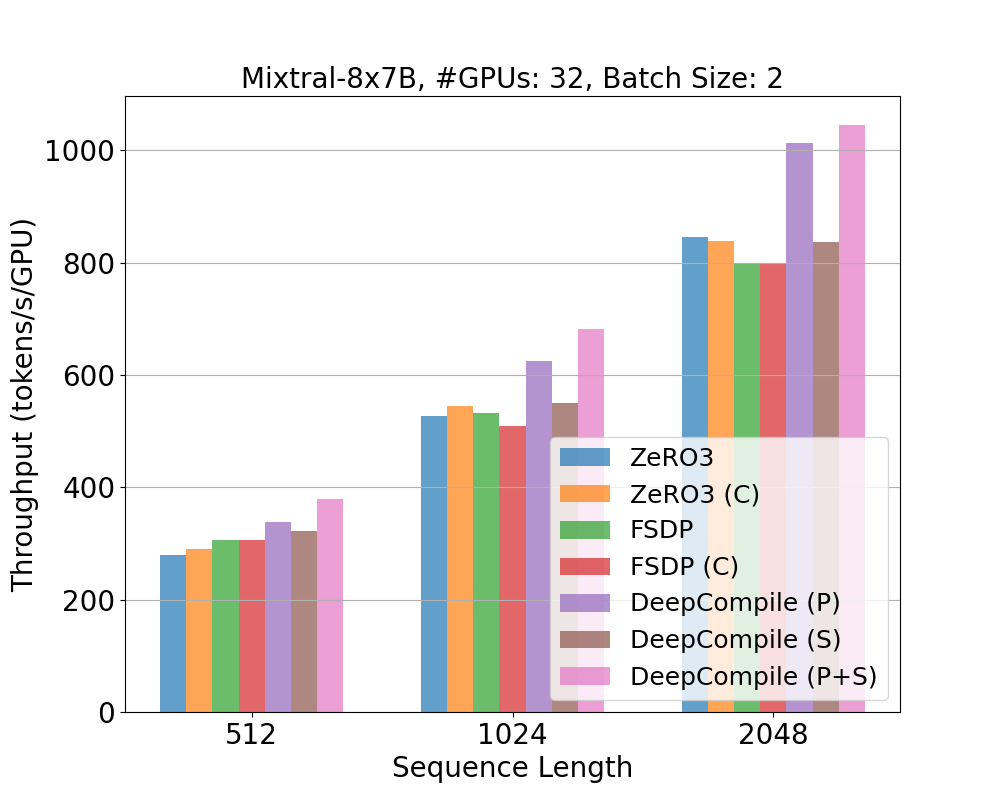 Mixtral-8x7B, #GPUs: 32, Batch Size: 2
Throughput (tokens/s/GPU)
1000
800
600
400
200
0
ZeRO3
ZeRO3 (C)
FSDP
FSDP (C)
DeepCompile (P)
DeepCompile (S)
DeepCompile (P+S)
512
1024
2048
Sequence Length